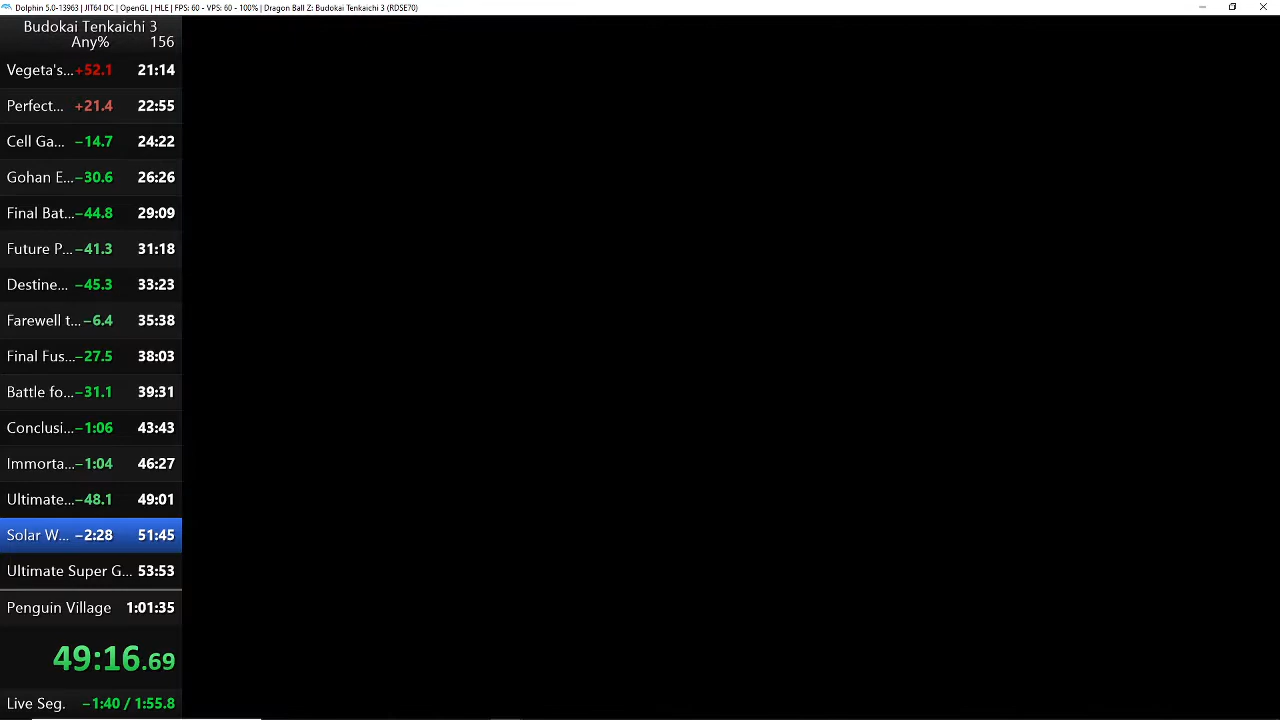 Dolphin 5.0-13963 | JIT64 DC | OpenGL | HLE | FPS: 60 - VPS: 60 - 100% | Dragon Ball Z: Budokai Tenkaichi 3 (RDSE70)
Budokai Tenkaichi 3
Any% 156
Vegeta's... +52.1 21:14
Perfect... +21.4 22:55
Cell Ga... −14.7 24:22
Gohan E... −30.6 26:26
Final Bat... −44.8 29:09
Future P... −41.3 31:18
Destine... −45.3 33:23
Farewell t... −6.4 35:38
Final Fus... −27.5 38:03
Battle fo... −31.1 39:31
Conclusi... −1:06 43:43
Immorta... −1:04 46:27
Ultimate... −48.1 49:01
Solar W... −2:28 51:45
Ultimate Super G... 53:53
Penguin Village 1:01:35
49:16.69
Live Seg. −1:40 / 1:55.8